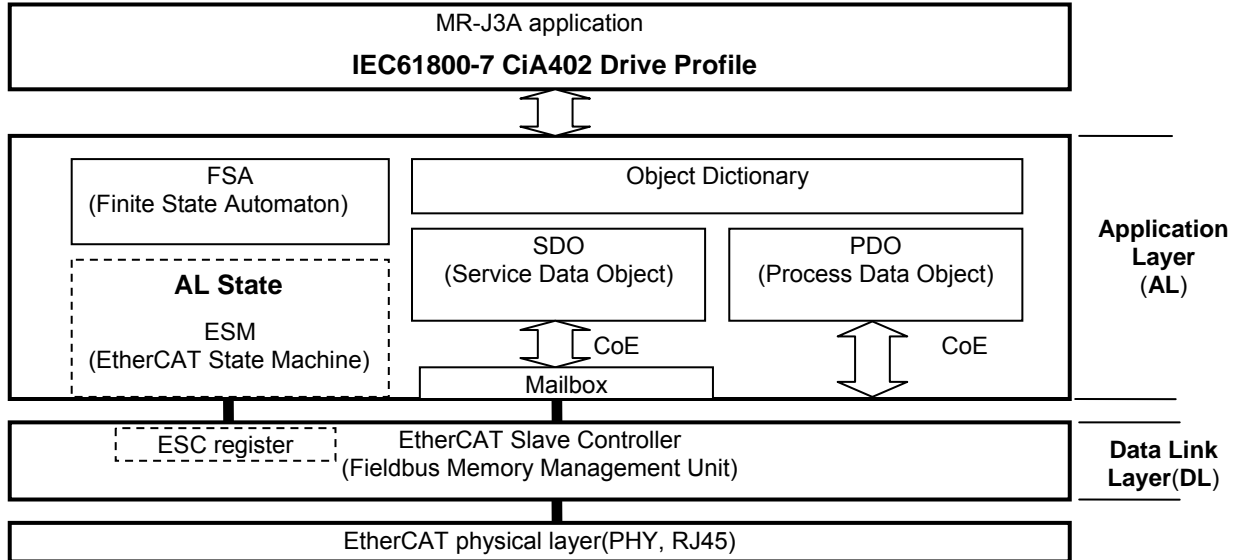 MR-J3A application
IEC61800-7 CiA402 Drive Profile
FSA
(Finite State Automaton)
Object Dictionary
SDO
(Service Data Object)
PDO
(Process Data Object)
AL State
ESM
(EtherCAT State Machine)
CoE
CoE
Mailbox
Application
Layer
(AL)
ESC register
EtherCAT Slave Controller
(Fieldbus Memory Management Unit)
Data Link
Layer(DL)
EtherCAT physical layer(PHY, RJ45)